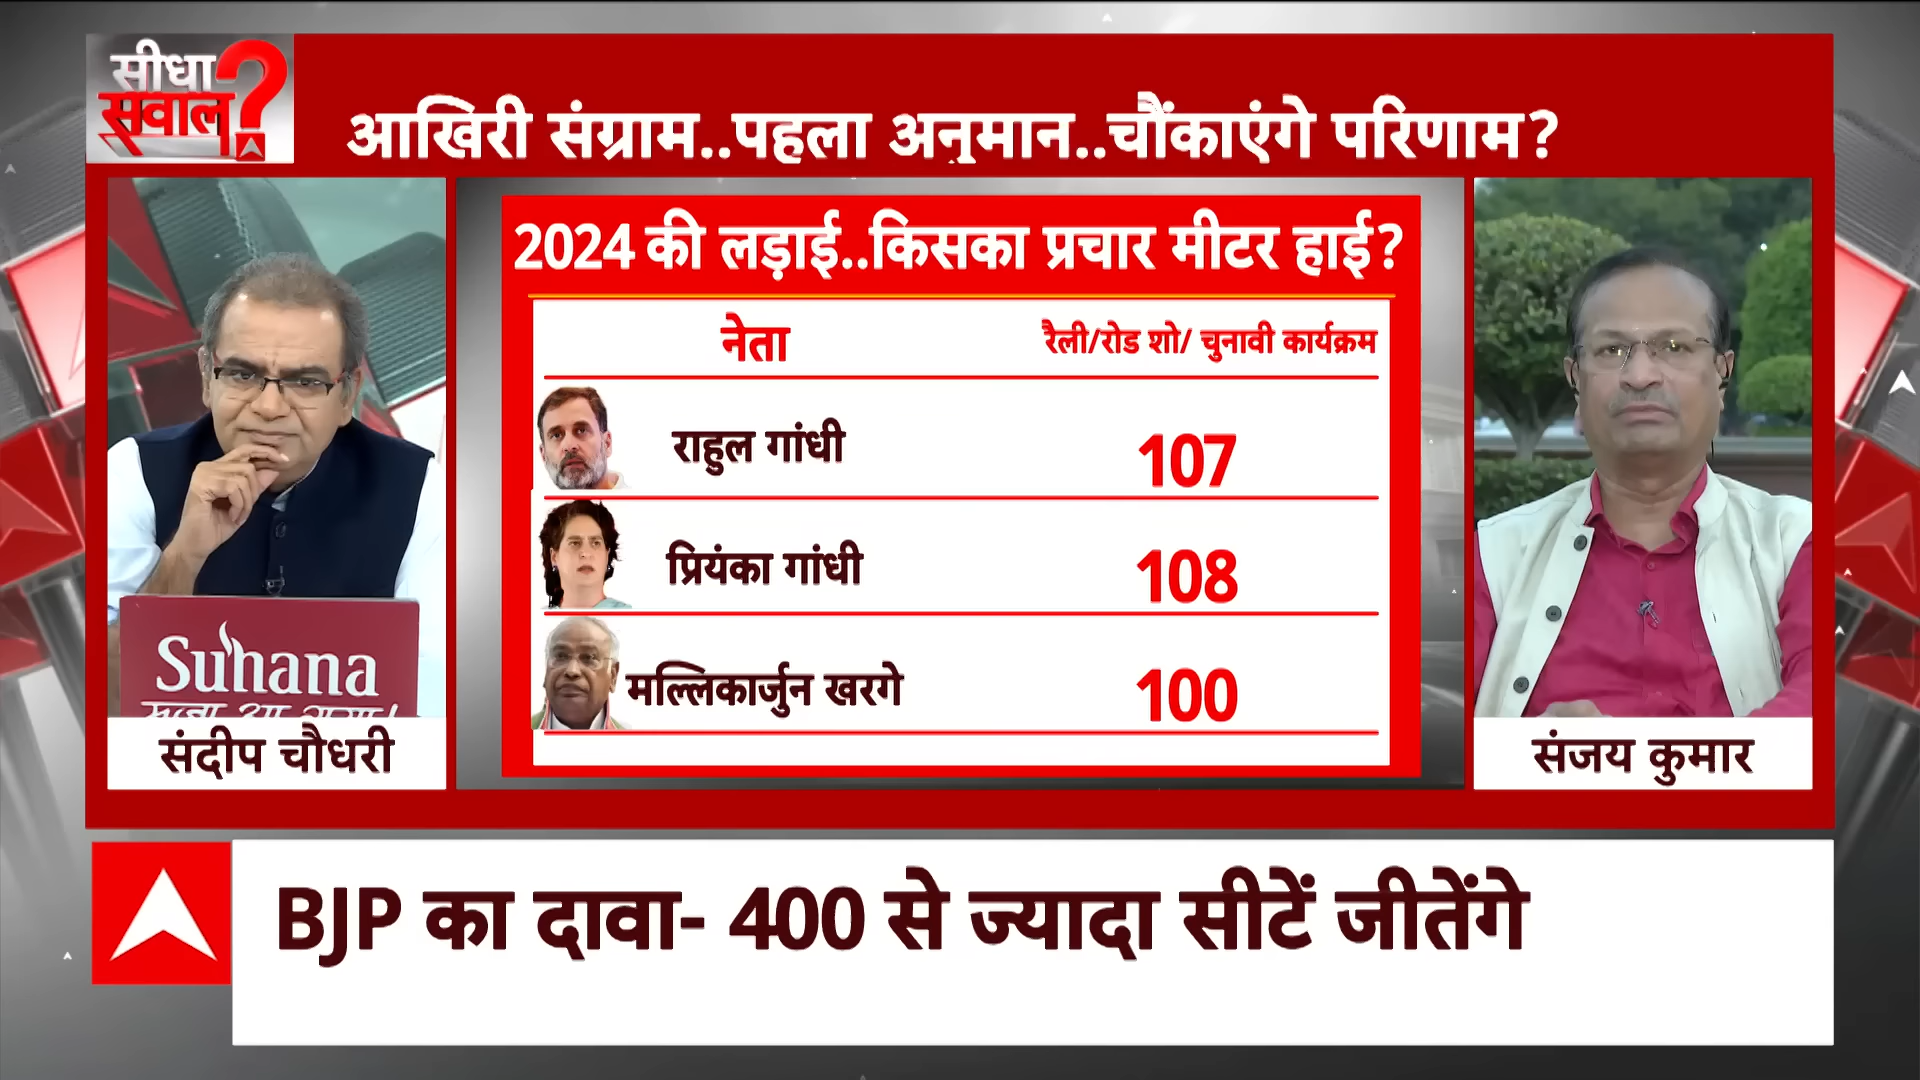 सीधा
सवाल ?
आखिरी संग्राम..पहला अनुमान..चौंकाएंगे परिणाम?
2024 की लड़ाई..किसका प्रचार मीटर हाई?
नेता रैली/रोड शो/ चुनावी कार्यक्रम
राहुल गांधी 107
प्रियंका गांधी 108
मल्लिकार्जुन खरगे 100
Suhana
संदीप चौधरी
संजय कुमार
BJP का दावा- 400 से ज्यादा सीटें जीतेंगे